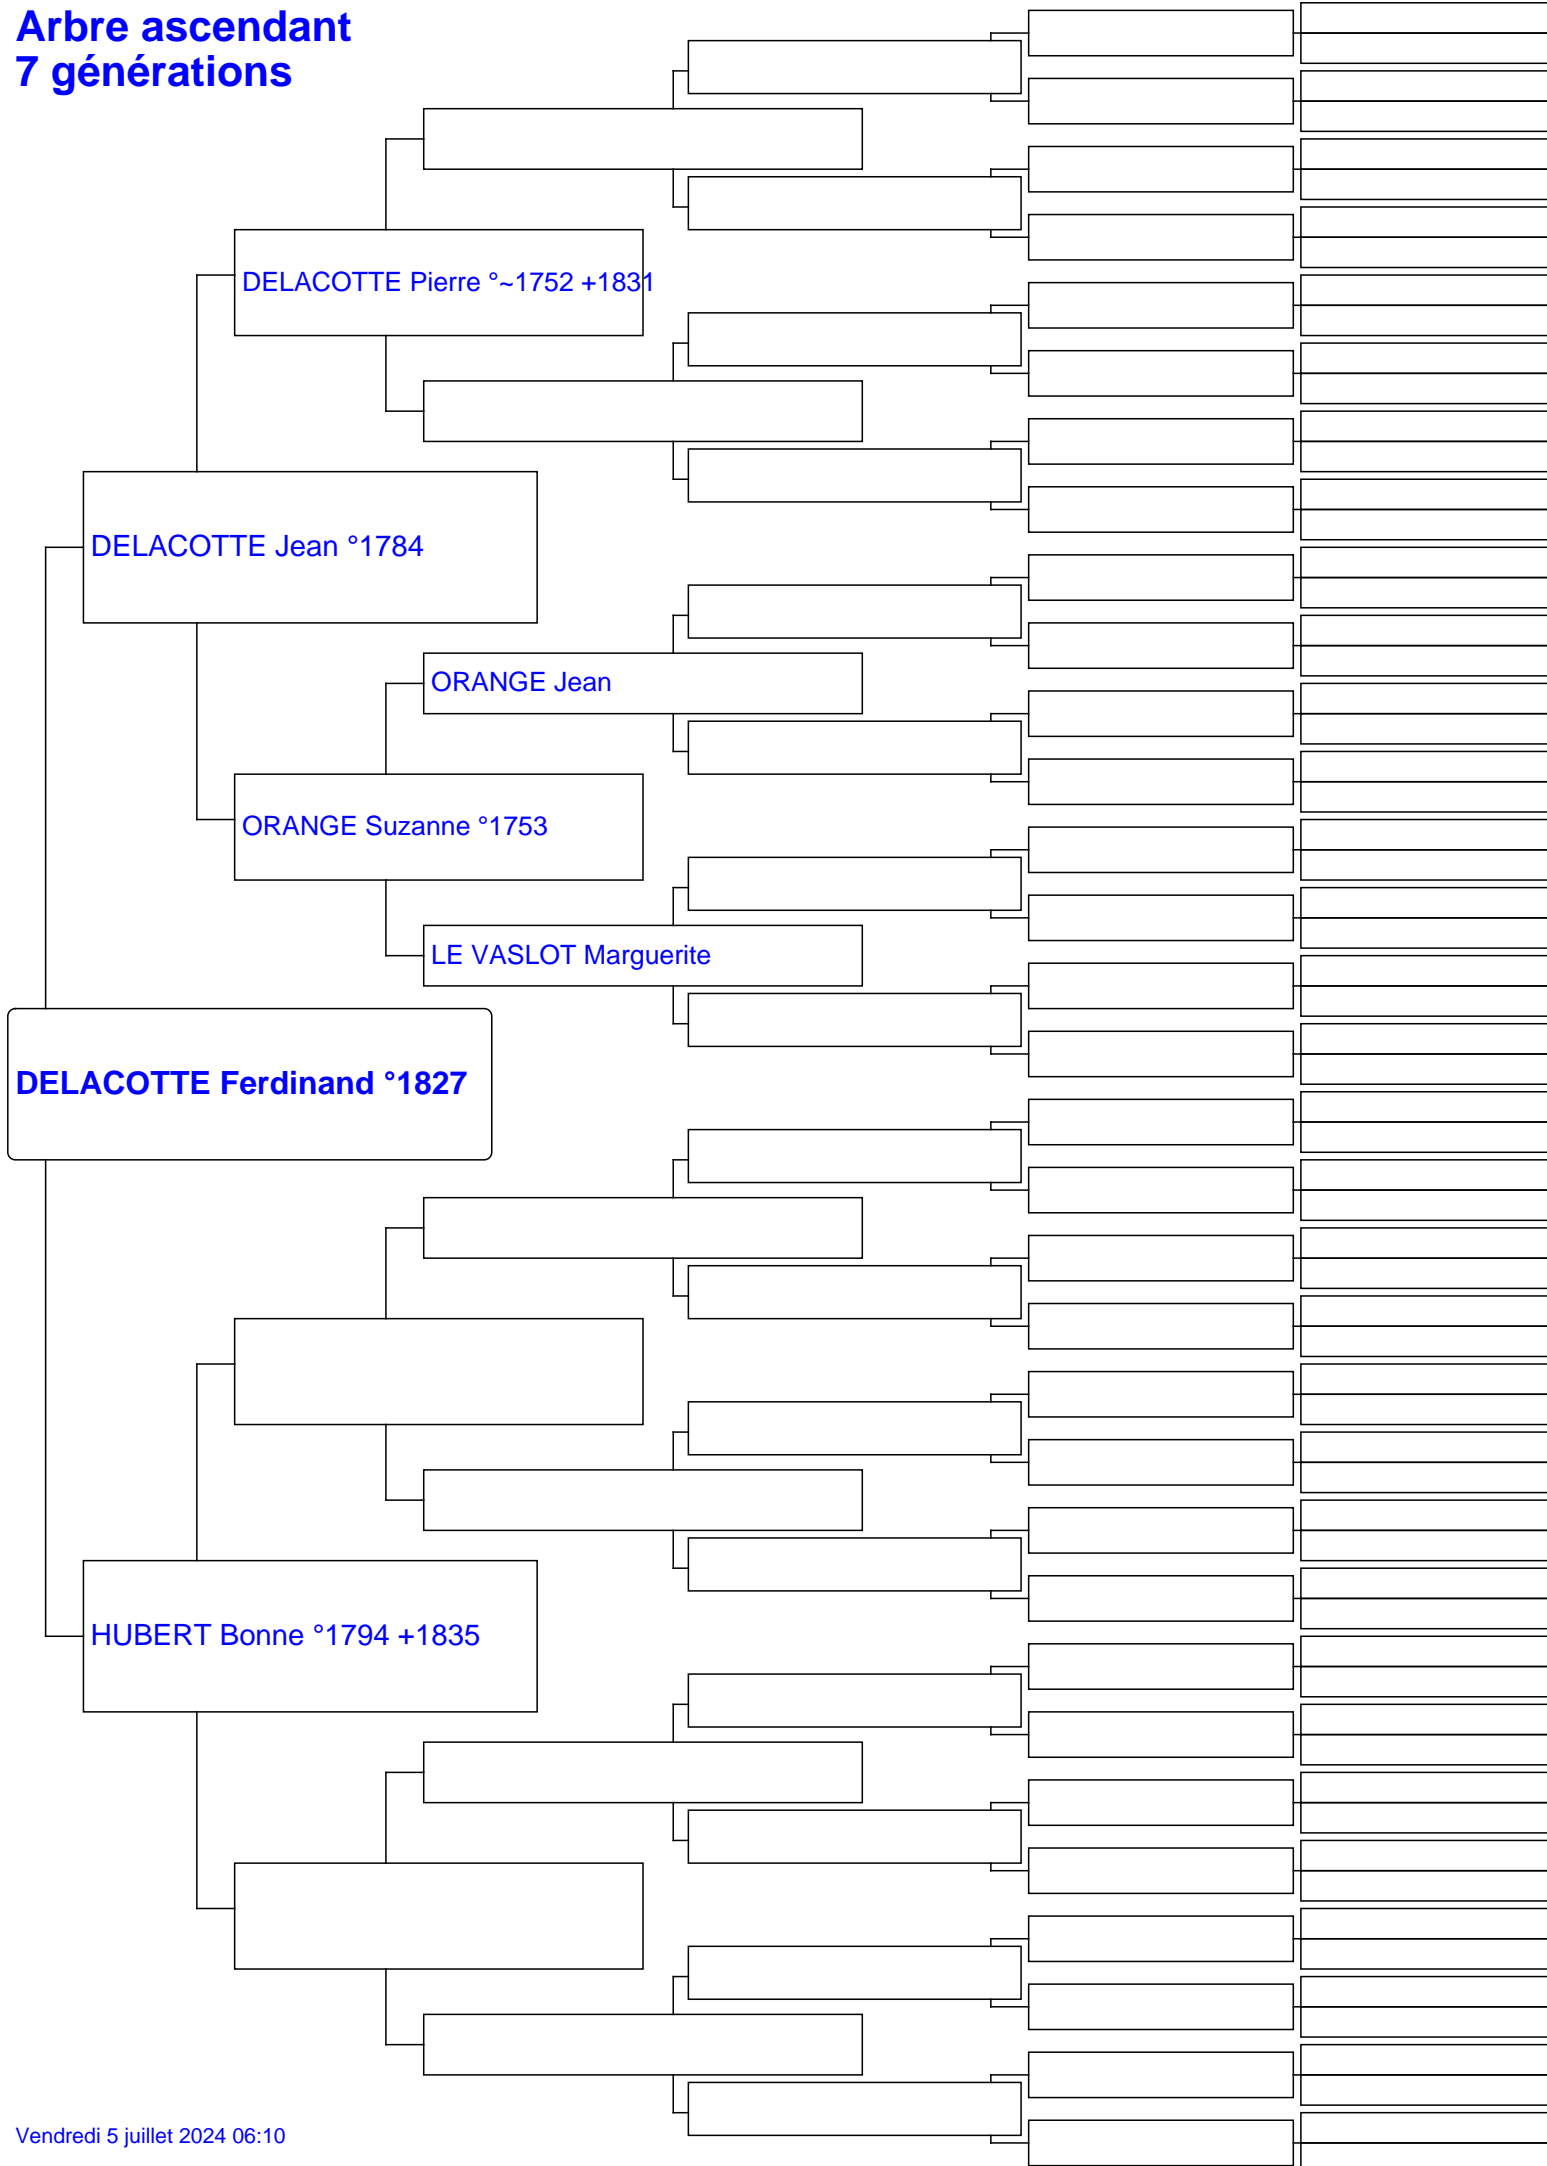 Arbre ascendant
7 générations
DELACOTTE Pierre °~1752 +1831
DELACOTTE Jean °1784
ORANGE Jean
ORANGE Suzanne °1753
LE VASLOT Marguerite
DELACOTTE Ferdinand °1827
HUBERT Bonne °1794 +1835
Vendredi 5 juillet 2024 06:10